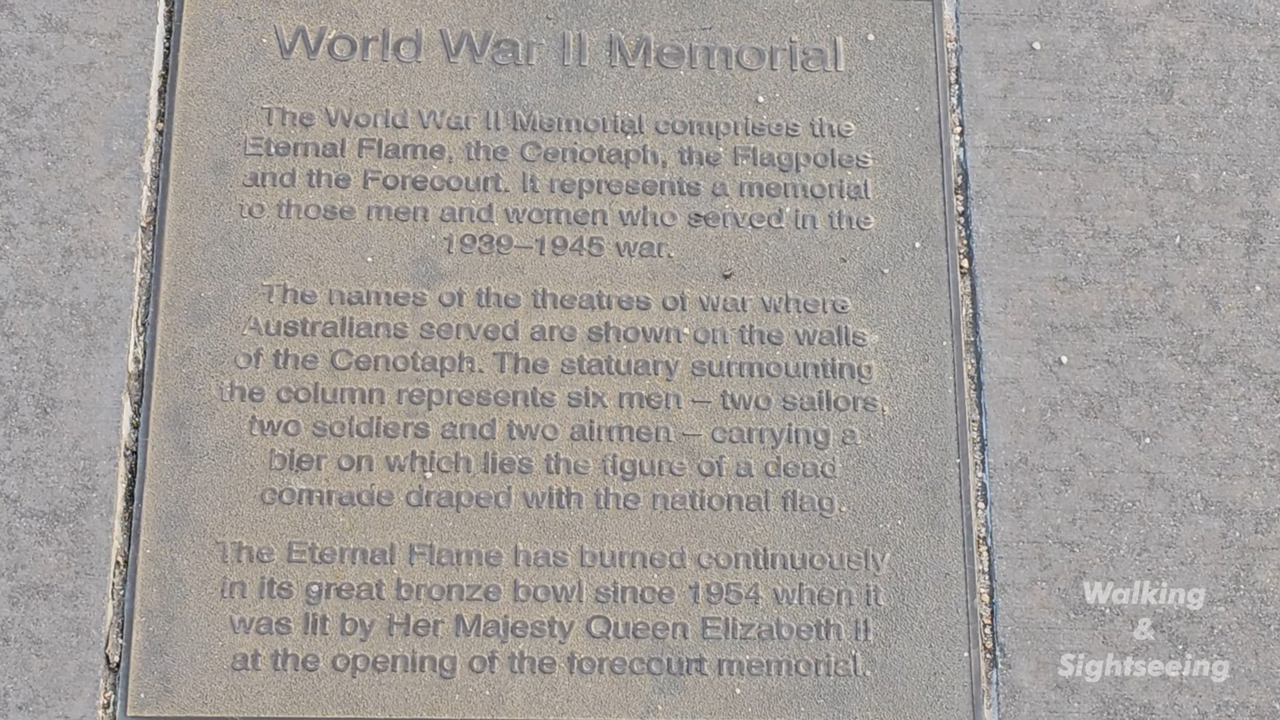 World War II Memorial
The World War II Memorial comprises the
Eternal Flame, the Cenotaph, the Flagpoles
and the Forecourt. It represents a memorial
to those men and women who served in the
1939–1945 war.
The names of the theatres of war where
Australians served are shown on the walls
of the Cenotaph. The statuary surmounting
the column represents six men – two sailors,
two soldiers and two airmen – carrying a
bier on which lies the figure of a dead
comrade draped with the national flag.
The Eternal Flame has burned continuously
in its great bronze bowl since 1954 when it
was lit by Her Majesty Queen Elizabeth II
at the opening of the forecourt memorial.
Walking
&
Sightseeing